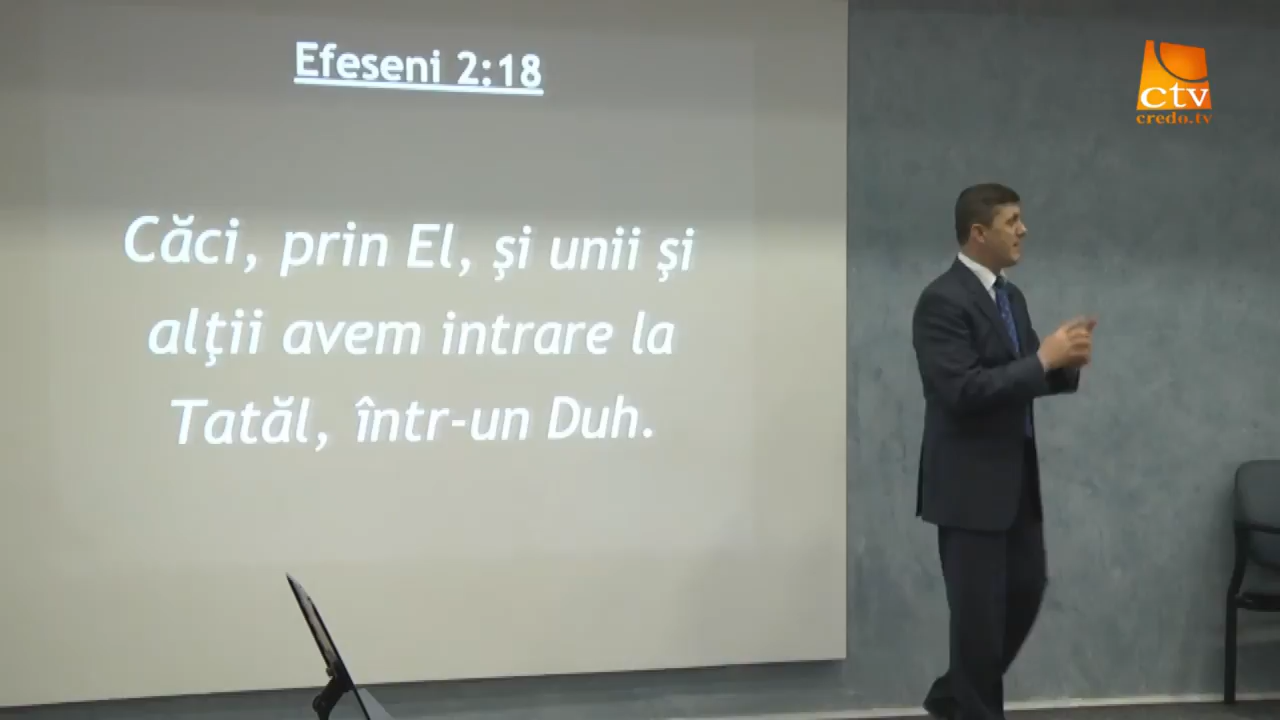 Efeseni 2:18
Căci, prin El, şi unii şi
alţii avem intrare la
Tatăl, într-un Duh.
ctv
credo.tv